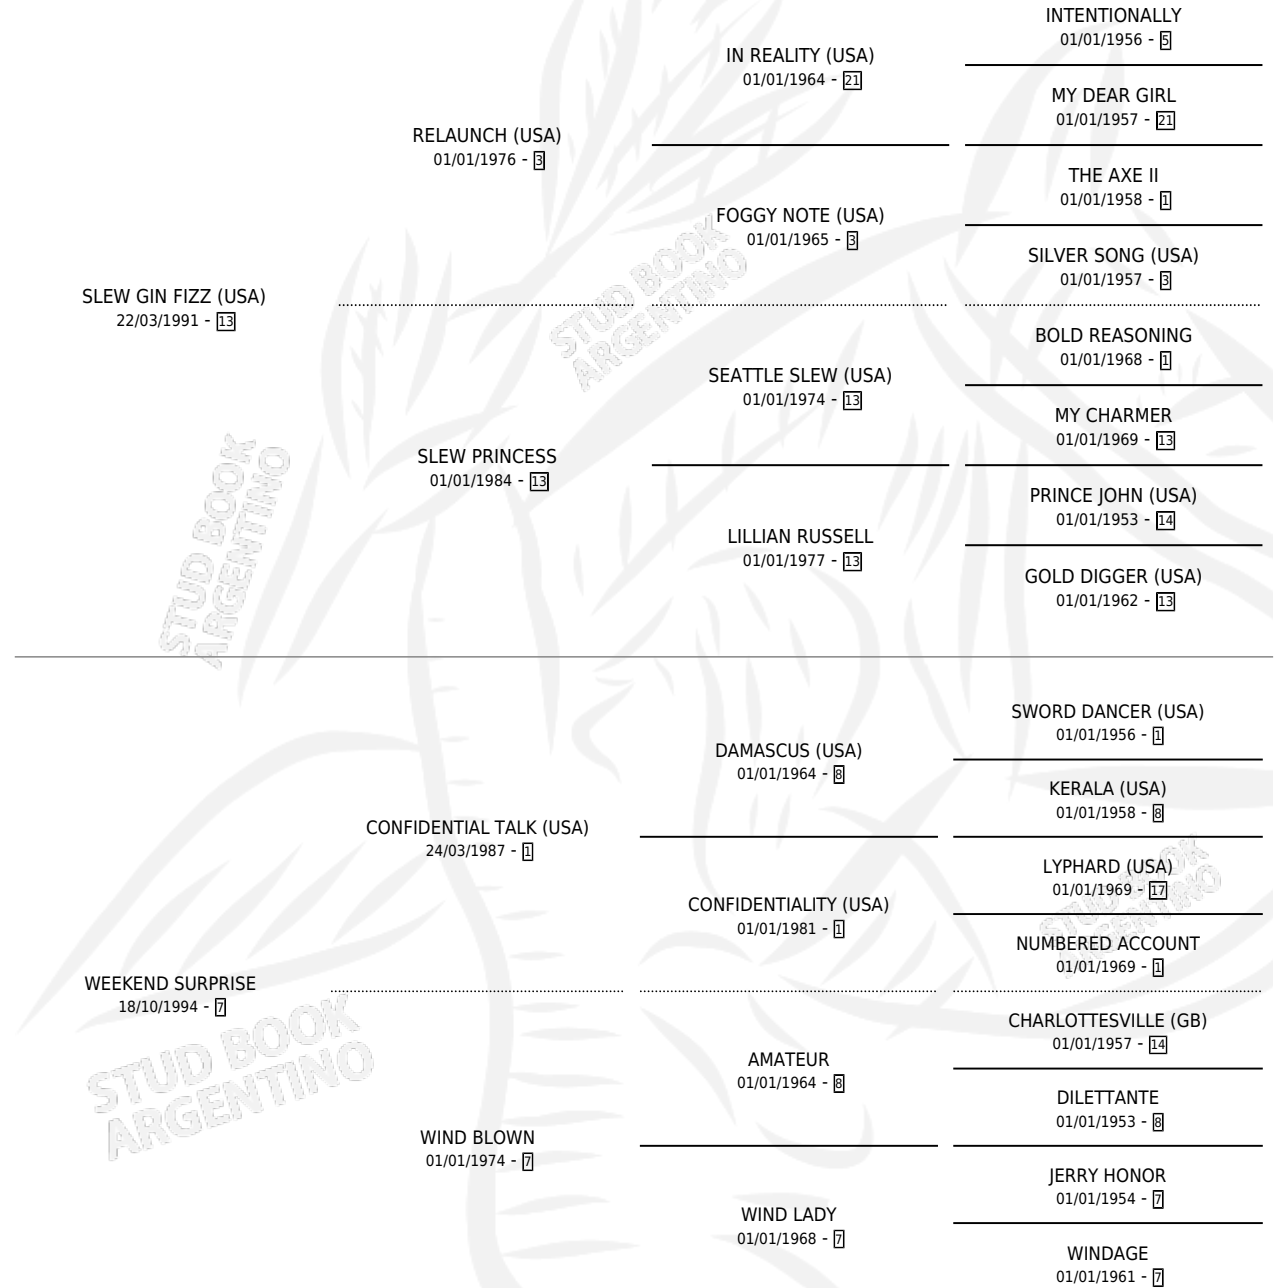 INTENTIONALLY
01/01/1956 - 5
IN REALITY (USA)
01/01/1964 - 21
MY DEAR GIRL
01/01/1957 - 21
RELAUNCH (USA)
01/01/1976 - 3
THE AXE II
01/01/1958 - 1
FOGGY NOTE (USA)
01/01/1965 - 3
SILVER SONG (USA)
01/01/1957 - 3
SLEW GIN FIZZ (USA)
22/03/1991 - 13
BOLD REASONING
01/01/1968 - 1
SEATTLE SLEW (USA)
01/01/1974 - 13
MY CHARMER
01/01/1969 - 13
SLEW PRINCESS
01/01/1984 - 13
PRINCE JOHN (USA)
01/01/1953 - 14
LILLIAN RUSSELL
01/01/1977 - 13
GOLD DIGGER (USA)
01/01/1962 - 13
STUD BOOK
ARGENTINO
STUD BOOK
ARGENTINO
SWORD DANCER (USA)
01/01/1956 - 1
DAMASCUS (USA)
01/01/1964 - 8
KERALA (USA)
01/01/1958 - 8
CONFIDENTIAL TALK (USA)
24/03/1987 - 1
LYPHARD (USA)
01/01/1969 - 17
CONFIDENTIALITY (USA)
01/01/1981 - 1
NUMBERED ACCOUNT
01/01/1969 - 1
WEEKEND SURPRISE
18/10/1994 - 7
CHARLOTTESVILLE (GB)
01/01/1957 - 14
AMATEUR
01/01/1964 - 8
DILETTANTE
01/01/1953 - 8
WIND BLOWN
01/01/1974 - 7
JERRY HONOR
01/01/1954 - 7
WIND LADY
01/01/1968 - 7
WINDAGE
01/01/1961 - 7
STUD BOOK
ARGENTINO
STUD BOOK
ARGENTINO